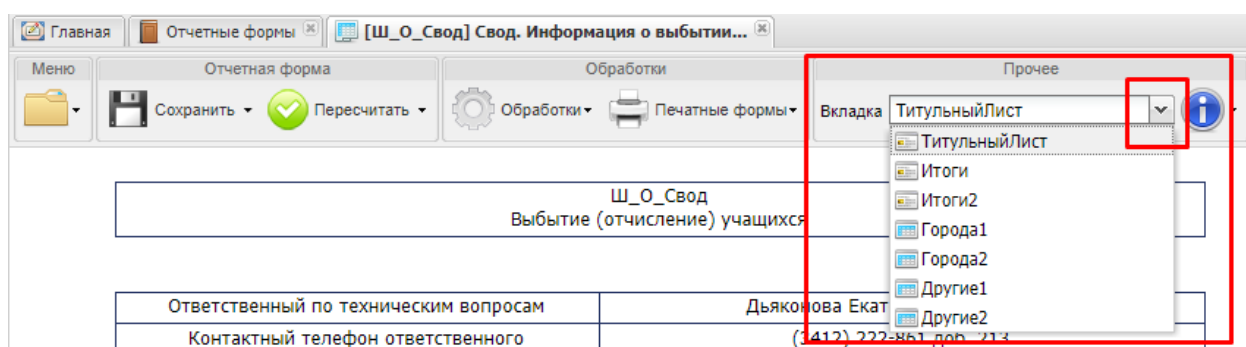 Главная
Отчетные формы
[Ш_О_Свод] Свод. Информация о выбытии...
Меню
Отчетная форма
Обработки
Прочее
Сохранить
Пересчитать
Обработки
Печатные формы
Вкладка
ТитульныйЛист
ТитульныйЛист
Итоги
Итоги2
Города1
Города2
Другие1
Другие2
Ш_О_Свод
Выбытие (отчисление) учащихся
Ответственный по техническим вопросам
Дьяконова Екат
Контактный телефон ответственного
(3412) 222-861 доб. 213